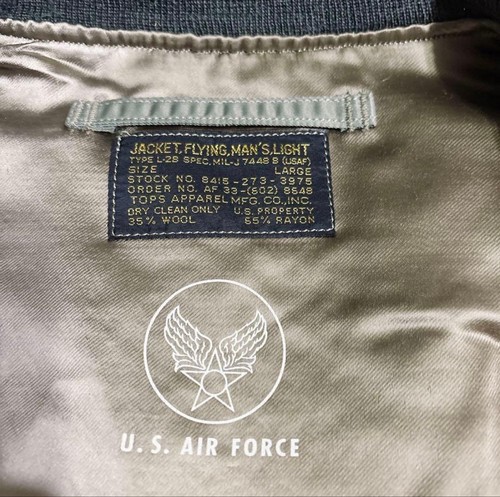 JACKET, FLYING, MAN'S, LIGHT
TYPE L-2B SPEC. MIL-J 7448 B (USAF)
SIZE LARGE
STOCK NO. 8415-273-3975
ORDER NO. AF 33-(602) 8648
TOPS APPAREL MFG. CO., INC.
DRY CLEAN ONLY U.S. PROPERTY
35% WOOL 65% RAYON
U. S. AIR FORCE